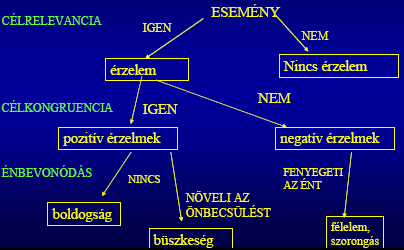 ESEMÉNY
CÉLRELEVANCIA
IGEN
NEM
érzelem
Nincs érzelem
CÉLKONGRUENCIA
IGEN
NEM
pozitív érzelmek
negatív érzelmek
ÉNBEVONÓDÁS
NINCS
NÖVELI AZ
ÖNBECSÜLÉST
FENYEGETI
AZ ÉNT
boldogság
büszkeség
félelem,
szorongás